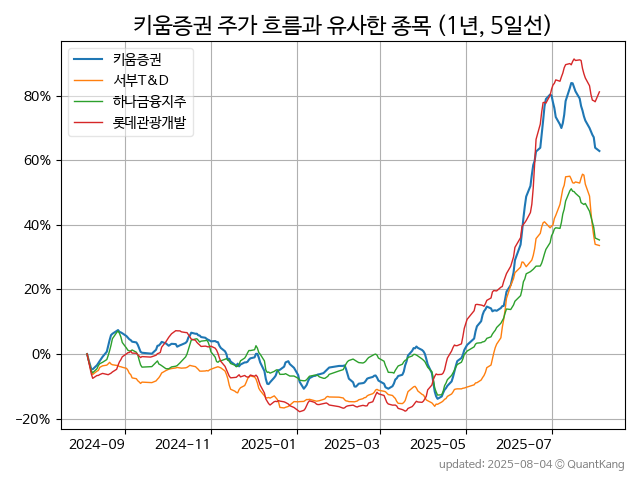 키움증권 주가 흐름과 유사한 종목 (1년, 5일선)
키움증권
서부T&D
하나금융지주
롯데관광개발
80%
60%
40%
20%
0%
−20%
2024−09
2024−11
2025−01
2025−03
2025−05
2025−07
updated: 2025-08-04 © QuantKang